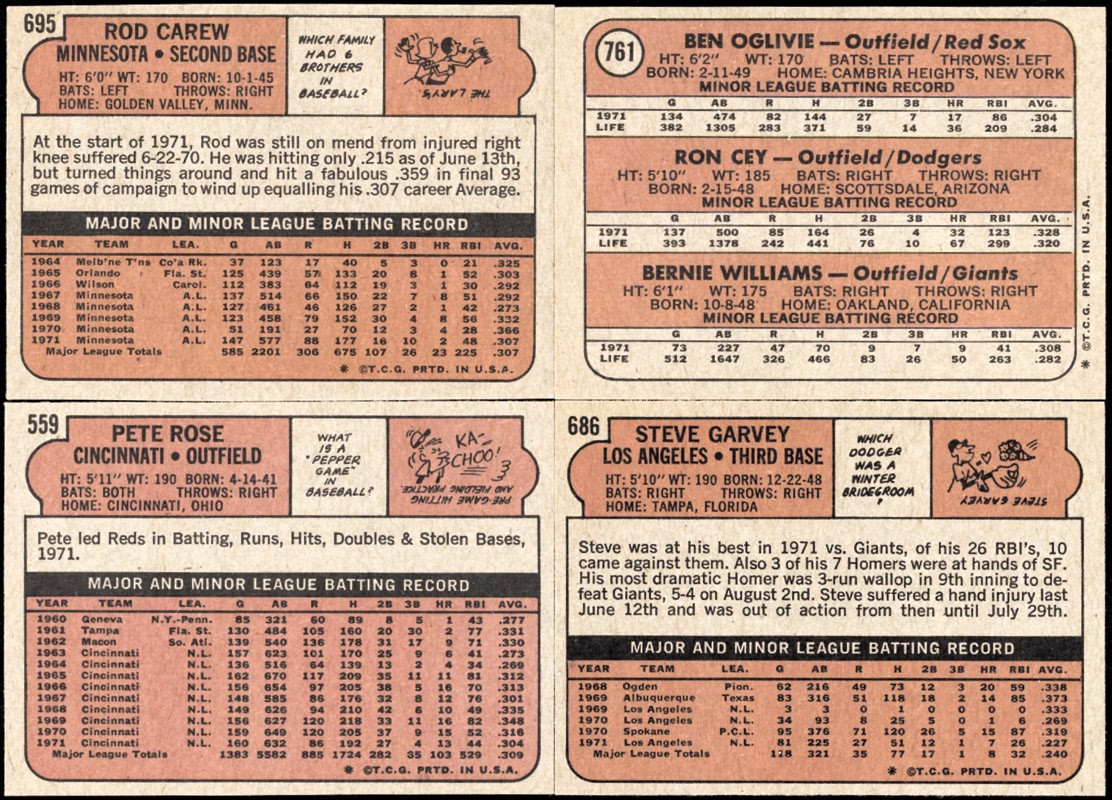 695
ROD CAREW
MINNESOTA • SECOND BASE
HT: 6'0" WT: 170 BORN: 10-1-45
BATS: LEFT THROWS: RIGHT
HOME: GOLDEN VALLEY, MINN.
WHICH FAMILY
HAD 6
BROTHERS
IN
BASEBALL?
THE LARY'S
At the start of 1971, Rod was still on mend from injured right
knee suffered 6-22-70. He was hitting only .215 as of June 13th,
but turned things around and hit a fabulous .359 in final 93
games of campaign to wind up equalling his .307 career Average.
MAJOR AND MINOR LEAGUE BATTING RECORD
YEAR TEAM LEA. G AB R H 2B 3B HR RBI AVG.
1964 Melb'ne T'ns Co'a Rk. 37 123 17 40 5 3 0 21 .325
1965 Orlando Fla. St. 125 439 57 133 20 8 1 52 .303
1966 Wilson Carol. 112 383 64 112 19 3 1 30 .292
1967 Minnesota A.L. 137 514 66 150 22 7 8 51 .292
1968 Minnesota A.L. 127 461 46 126 27 2 1 42 .273
1969 Minnesota A.L. 123 458 79 152 30 4 8 56 .332
1970 Minnesota A.L. 51 191 27 70 12 3 4 28 .366
1971 Minnesota A.L. 147 577 88 177 16 10 2 48 .307
Major League Totals 585 2201 306 675 107 26 23 225 .307
* ©T.C.G. PRTD. IN U.S.A.
761
BEN OGLIVIE — Outfield/Red Sox
HT: 6'2" WT: 170 BATS: LEFT THROWS: LEFT
BORN: 2-11-49 HOME: CAMBRIA HEIGHTS, NEW YORK
MINOR LEAGUE BATTING RECORD
G AB R H 2B 3B HR RBI AVG.
1971 134 474 82 144 27 7 17 86 .304
LIFE 382 1305 283 371 59 14 36 209 .284
RON CEY — Outfield/Dodgers
HT: 5'10" WT: 185 BATS: RIGHT THROWS: RIGHT
BORN: 2-15-48 HOME: SCOTTSDALE, ARIZONA
MINOR LEAGUE BATTING RECORD
G AB R H 2B 3B HR RBI AVG.
1971 137 500 85 164 26 4 32 123 .328
LIFE 393 1378 242 441 76 10 67 299 .320
BERNIE WILLIAMS — Outfield/Giants
HT: 6'1" WT: 175 BATS: RIGHT THROWS: RIGHT
BORN: 10-8-48 HOME: OAKLAND, CALIFORNIA
MINOR LEAGUE BATTING RECORD
G AB R H 2B 3B HR RBI AVG.
1971 73 227 47 70 9 7 9 41 .308
LIFE 512 1647 326 466 83 26 50 263 .282
* ©T.C.G. PRTD. IN U.S.A.
559
PETE ROSE
CINCINNATI • OUTFIELD
HT: 5'11" WT: 190 BORN: 4-14-41
BATS: BOTH THROWS: RIGHT
HOME: CINCINNATI, OHIO
WHAT
IS A
"PEPPER
GAME"
IN
BASEBALL?
KA-
CHOO!
PRE-GAME HITTING
AND FIELDING PRACTICE
Pete led Reds in Batting, Runs, Hits, Doubles & Stolen Bases,
1971.
MAJOR AND MINOR LEAGUE BATTING RECORD
YEAR TEAM LEA. G AB R H 2B 3B HR RBI AVG.
1960 Geneva N.Y.-Penn. 85 321 60 89 8 5 1 43 .277
1961 Tampa Fla. St. 130 484 105 160 20 30 2 77 .331
1962 Macon So. Atl. 139 540 136 178 31 17 9 71 .330
1963 Cincinnati N.L. 157 623 101 170 25 9 6 41 .273
1964 Cincinnati N.L. 136 516 64 139 13 2 4 34 .269
1965 Cincinnati N.L. 162 670 117 209 35 11 11 81 .312
1966 Cincinnati N.L. 156 654 97 205 38 5 16 70 .313
1967 Cincinnati N.L. 148 585 86 176 32 8 12 76 .301
1968 Cincinnati N.L. 149 626 94 210 42 6 10 49 .335
1969 Cincinnati N.L. 156 627 120 218 33 11 16 82 .348
1970 Cincinnati N.L. 159 649 120 205 37 9 15 52 .316
1971 Cincinnati N.L. 160 632 86 192 27 4 13 44 .304
Major League Totals 1383 5582 885 1724 282 65 103 529 .309
* ©T.C.G. PRTD. IN U.S.A.
686
STEVE GARVEY
LOS ANGELES • THIRD BASE
HT: 5'10" WT: 190 BORN: 12-22-48
BATS: RIGHT THROWS: RIGHT
HOME: TAMPA, FLORIDA
WHICH
DODGER
WAS A
WINTER
BRIDEGROOM
?
STEVE GARVEY
Steve was at his best in 1971 vs. Giants, of his 26 RBI's, 10
came against them. Also 3 of his 7 Homers were at hands of SF.
His most dramatic Homer was 3-run wallop in 9th inning to de-
feat Giants, 5-4 on August 2nd. Steve suffered a hand injury last
June 12th and was out of action from then until July 29th.
MAJOR AND MINOR LEAGUE BATTING RECORD
YEAR TEAM LEA. G AB R H 2B 3B HR RBI AVG.
1968 Ogden Pion. 62 216 49 73 12 3 20 59 .338
1969 Albuquerque Texas 83 316 51 118 18 2 14 85 .373
1969 Los Angeles N.L. 3 3 0 1 0 0 0 0 .333
1970 Los Angeles N.L. 34 93 8 25 5 0 1 6 .269
1970 Spokane P.C.L. 95 376 71 120 26 5 15 87 .319
1971 Los Angeles N.L. 81 225 27 51 12 1 7 26 .227
Major League Totals 118 321 35 77 17 1 8 32 .240
* ©T.C.G. PRTD. IN U.S.A.